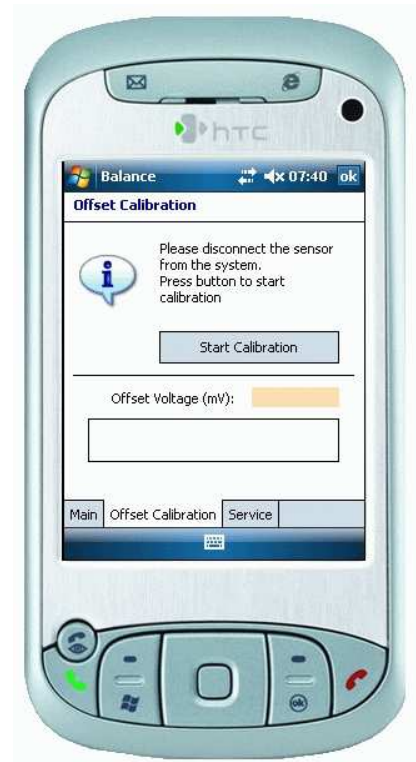 hTC
Balance 07:40 ok
Offset Calibration
Please disconnect the sensor
from the system.
Press button to start
calibration
Start Calibration
Offset Voltage (mV):
Main Offset Calibration Service
ok